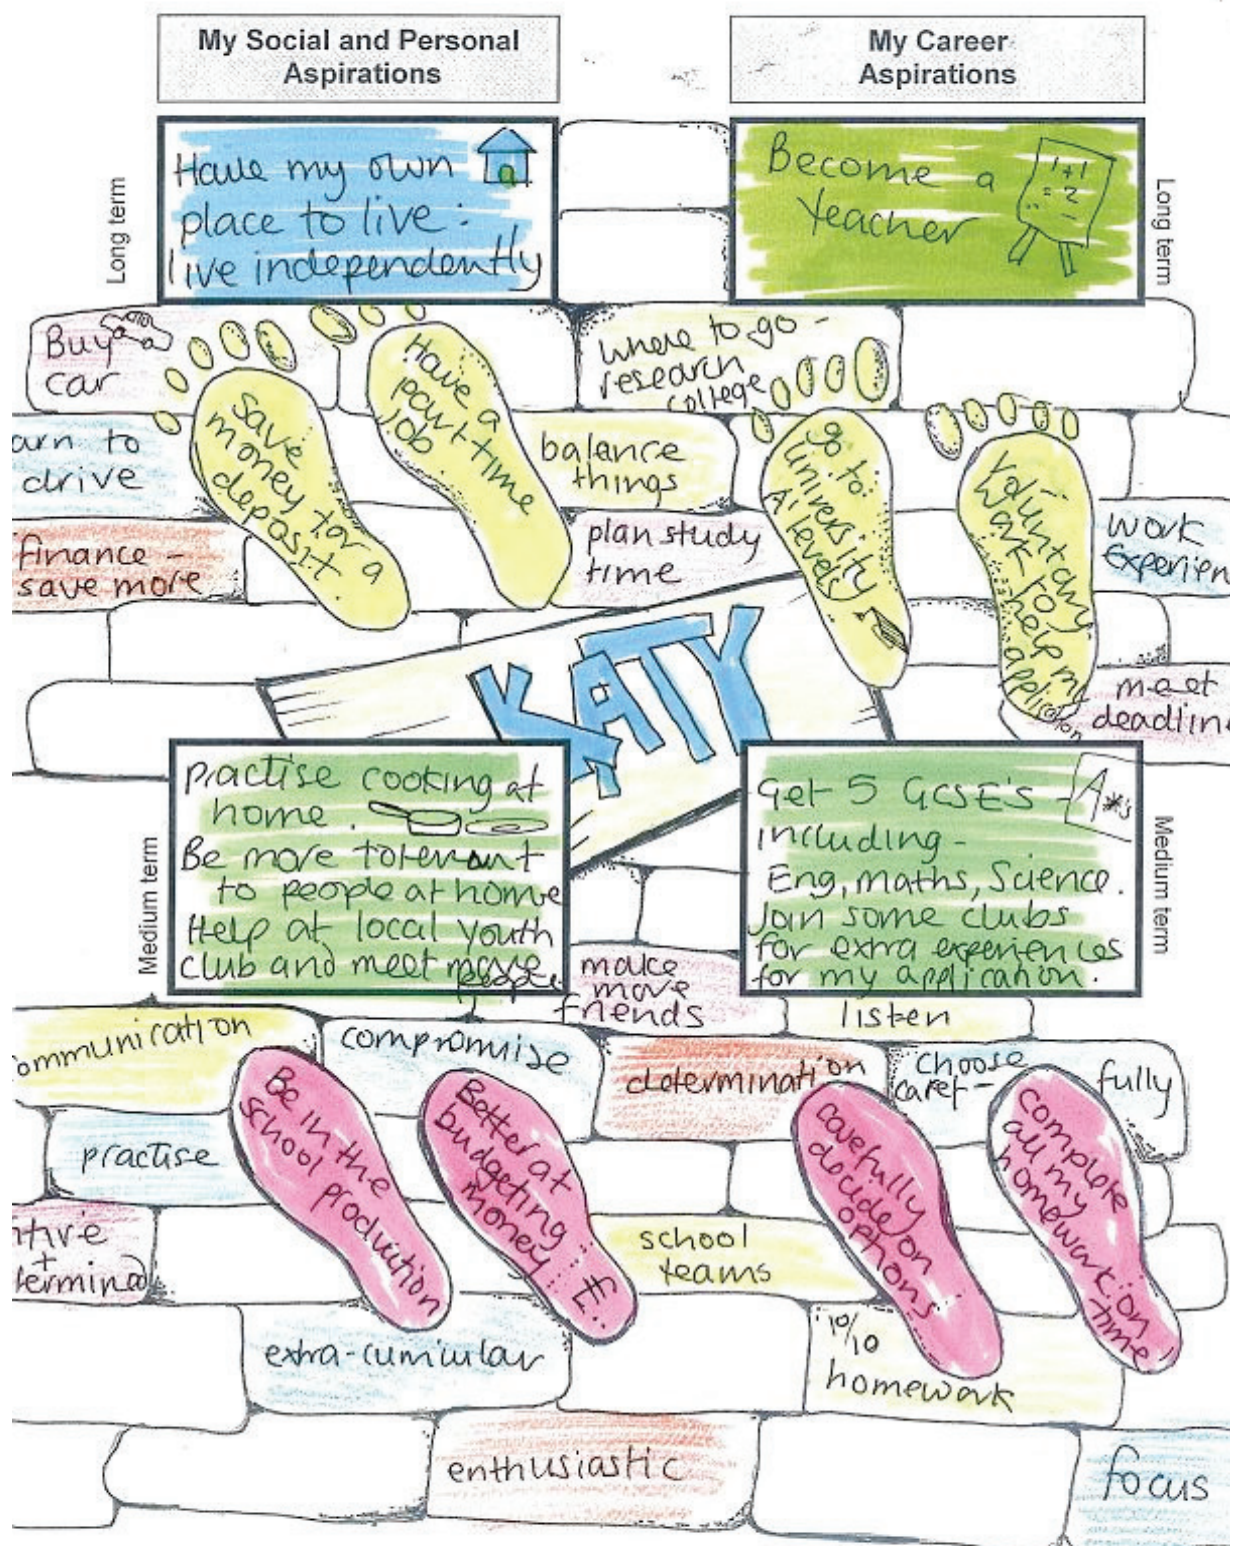 My Social and Personal
Aspirations
My Career
Aspirations
Long term
Have my own
place to live:
live independently
Become a
teacher
1+1
= 2
Long term
Buy
car
Save
money for a
deposit.
Have a
part time
job.
where to go -
research
college
arn to
drive
balance
things
go to
University
A' levels
Voluntary
work to
help my
application
finance -
save more
plan study
time
work
experien
KATY
meet
deadlin
Medium term
Practise cooking at
home.
Be more tolerant
to people at home
Help at local youth
club and meet more
people
Get 5 GCSE's -
A*'s
including -
Eng, maths, Science.
Join some clubs
for extra experiences
for my application.
Medium term
make
more
friends
listen
ommunication
compromise
determination
choose
caref-
fully
Be in the
school
production
Better at
budgeting
money
£
carefully
decide on
options
complete
all my
homework on
time
practise
itive
+
termined
school
teams
extra-curricular
10/10
homework
enthusiastic
focus